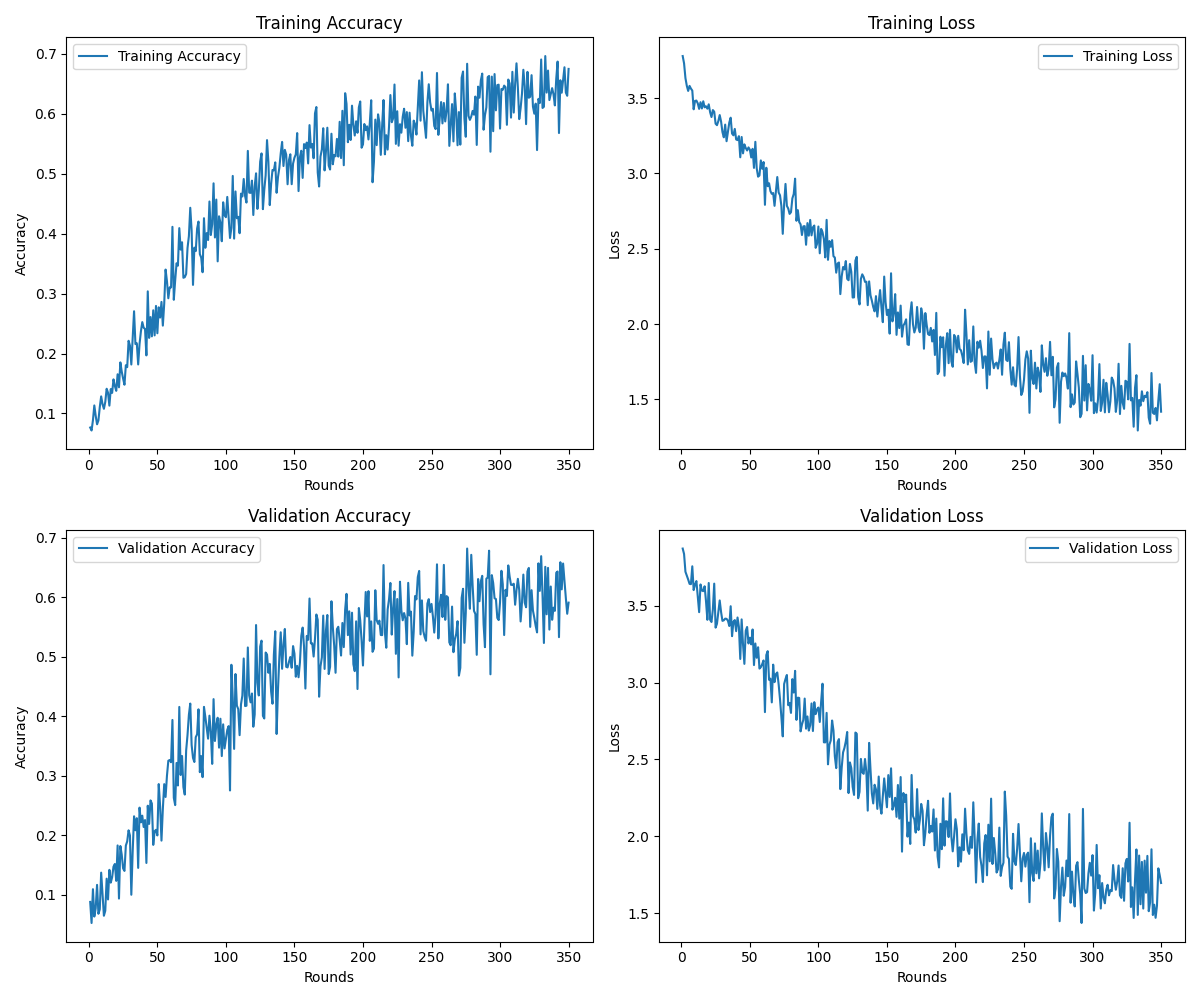 Training Accuracy
Training Accuracy
0.7
0.6
0.5
0.4
0.3
0.2
0.1
Accuracy
0 50 100 150 200 250 300 350
Rounds
Training Loss
Training Loss
3.5
3.0
2.5
2.0
1.5
Loss
0 50 100 150 200 250 300 350
Rounds
Validation Accuracy
Validation Accuracy
0.7
0.6
0.5
0.4
0.3
0.2
0.1
Accuracy
0 50 100 150 200 250 300 350
Rounds
Validation Loss
Validation Loss
3.5
3.0
2.5
2.0
1.5
Loss
0 50 100 150 200 250 300 350
Rounds